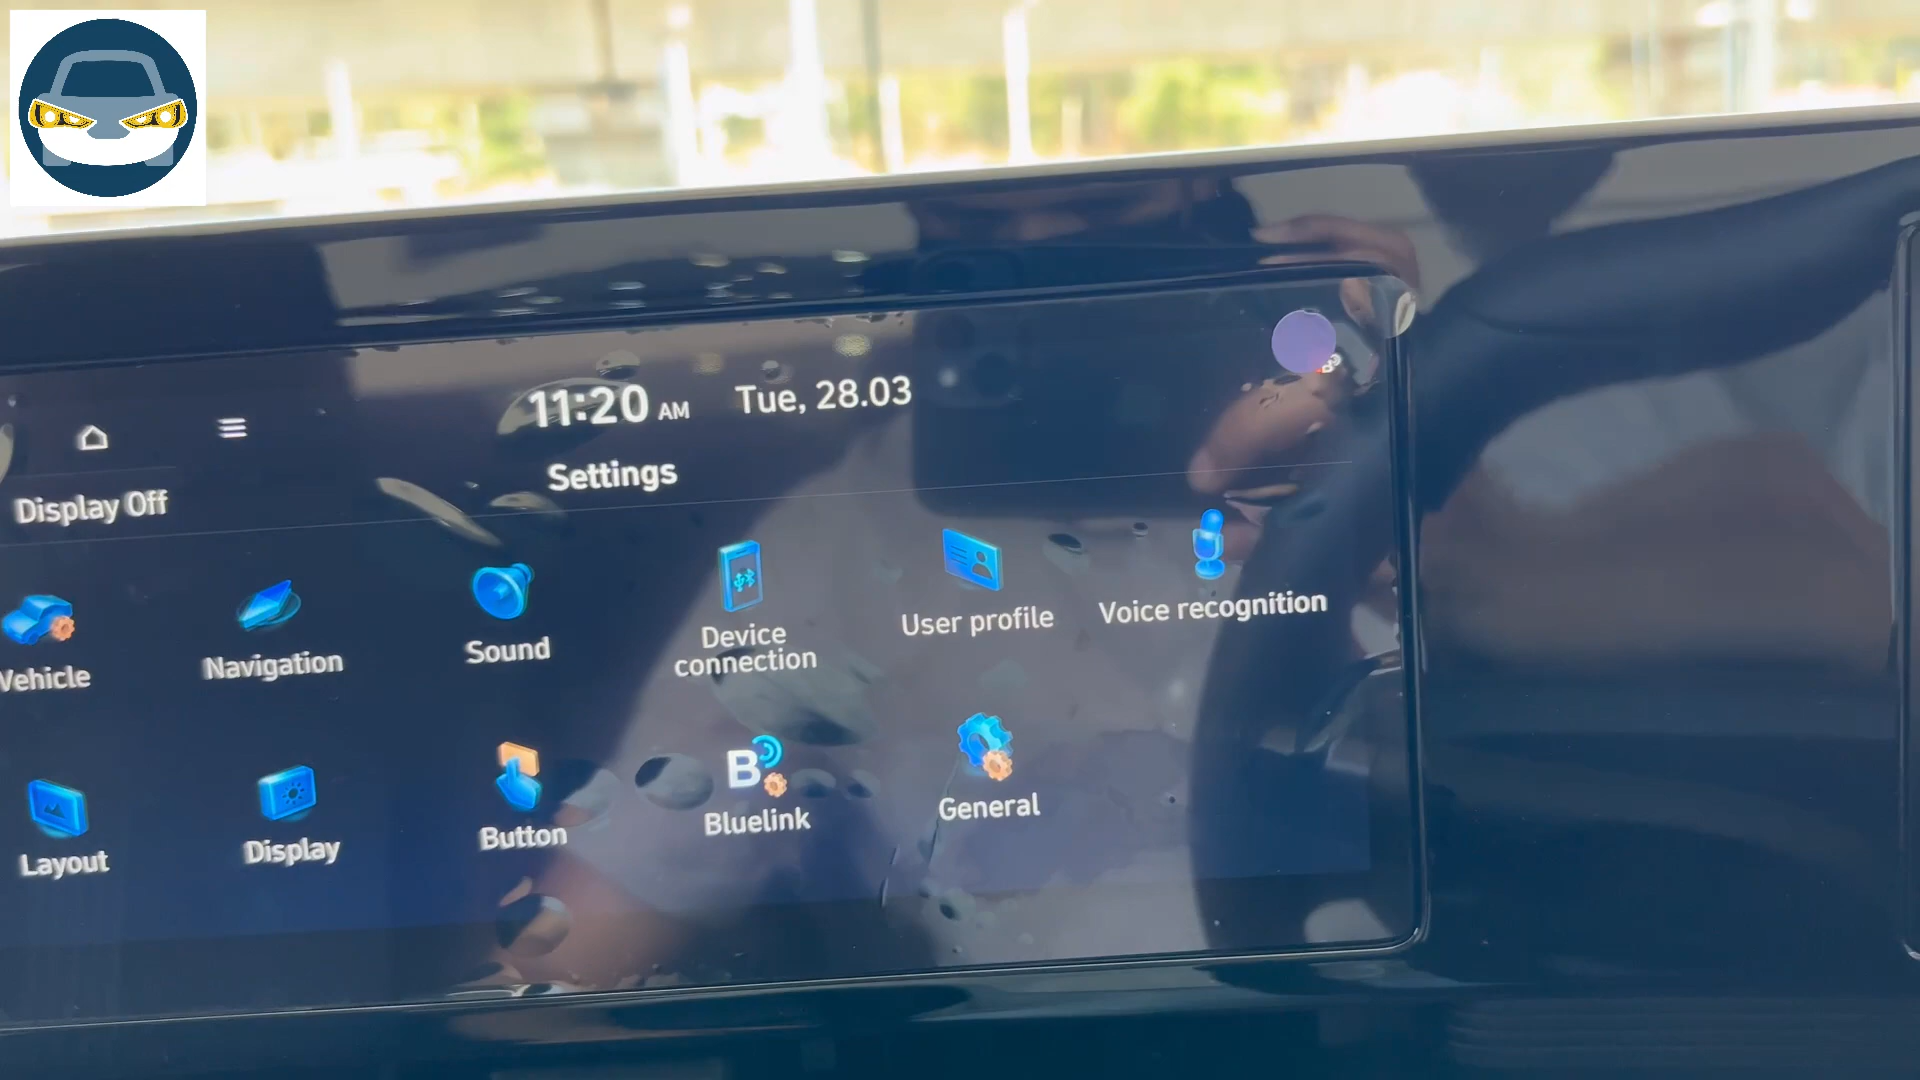 11:20 AM Tue, 28.03
Display Off
Settings
Vehicle
Navigation
Sound
Device
connection
User profile
Voice recognition
Layout
Display
Button
B
Bluelink
General